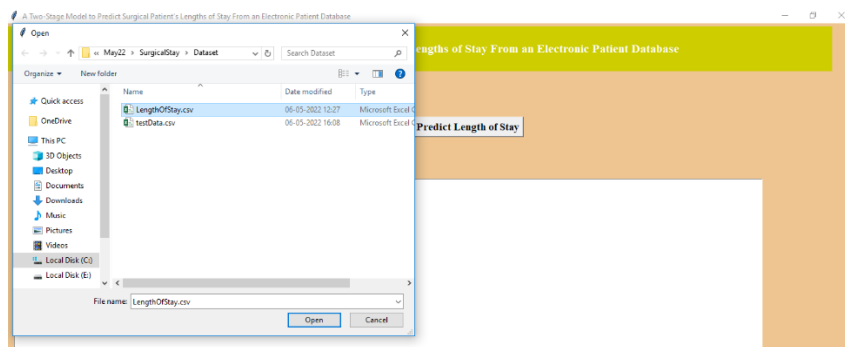 A Two-Stage Model to Predict Surgical Patient's Lengths of Stay From an Electronic Patient Database
Open
engths of Stay From an Electronic Patient Database
« May22 > SurgicalStay > Dataset
Search Dataset
Organize
New folder
Name
Date modified
Type
Quick access
LengthOfStay.csv
06-05-2022 12:27
Microsoft Excel C
OneDrive
testData.csv
06-05-2022 16:08
Microsoft Excel C
Predict Length of Stay
This PC
3D Objects
Desktop
Documents
Downloads
Music
Pictures
Videos
Local Disk (C:)
Local Disk (E:)
File name:
LengthOfStay.csv
Open
Cancel